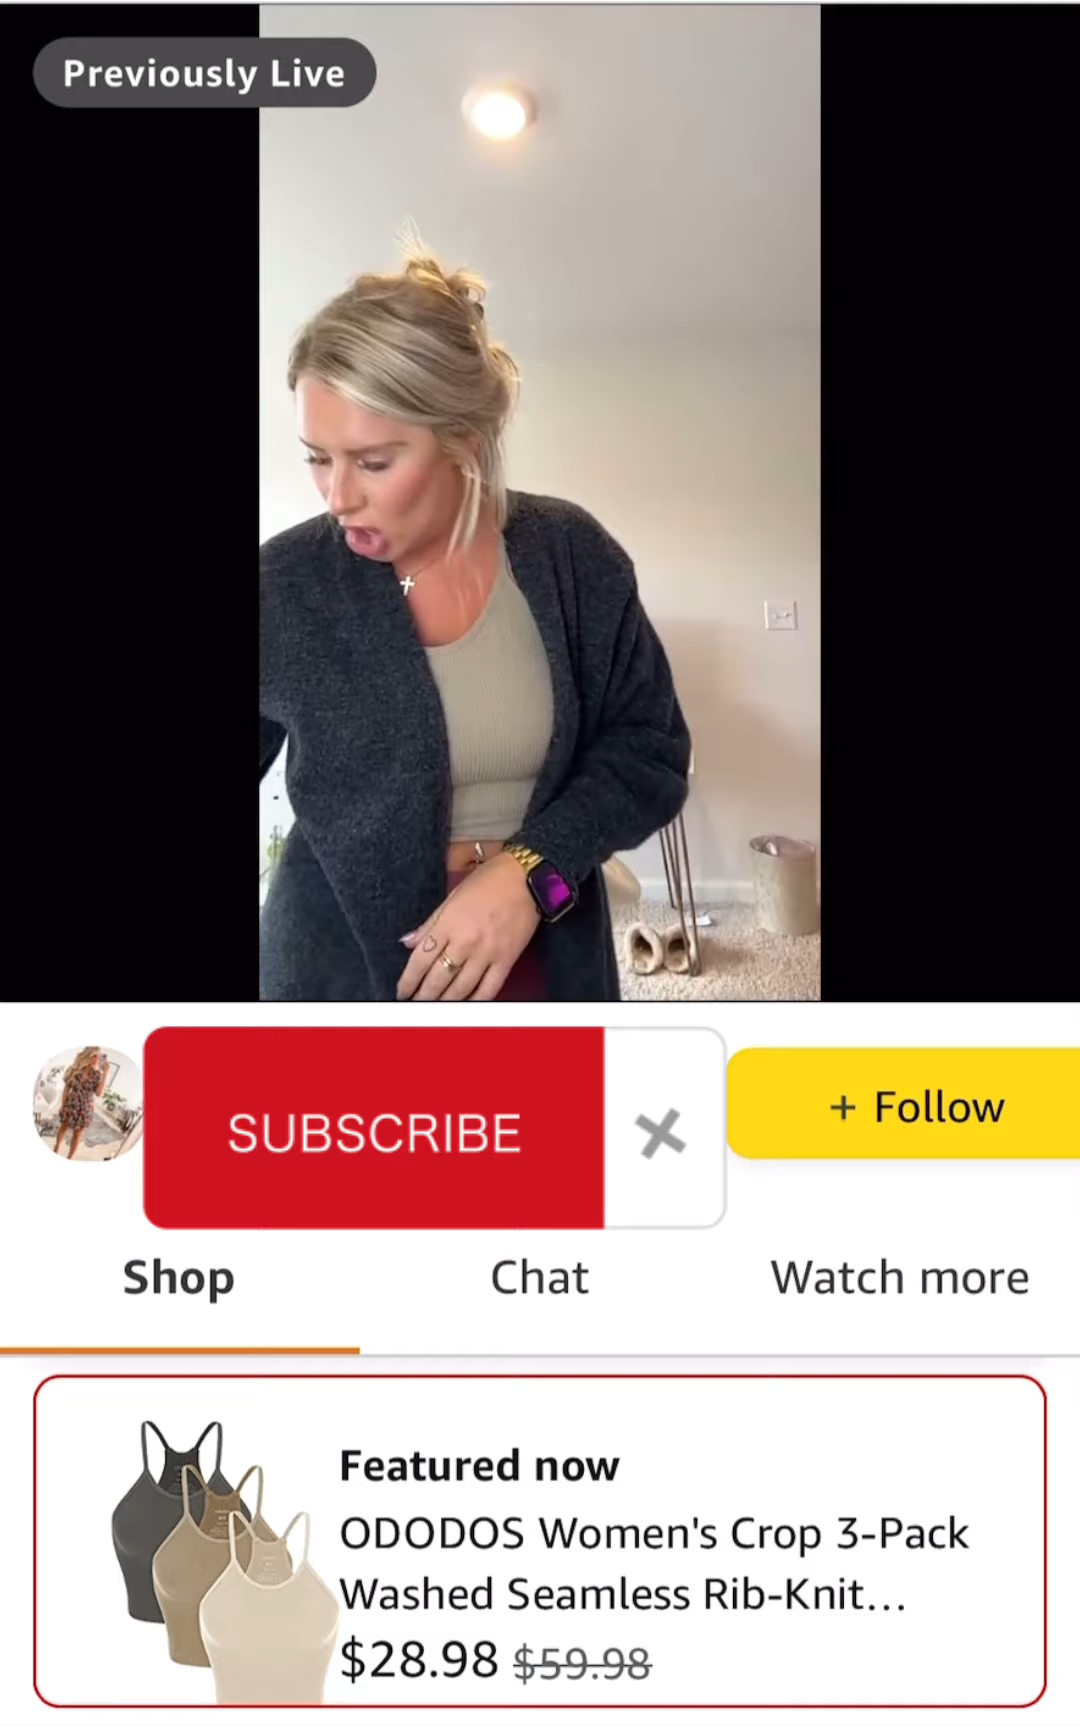 Previously Live
SUBSCRIBE
+ Follow
Shop
Chat
Watch more
Featured now
ODODOS Women's Crop 3-Pack
Washed Seamless Rib-Knit...
$28.98 $59.98